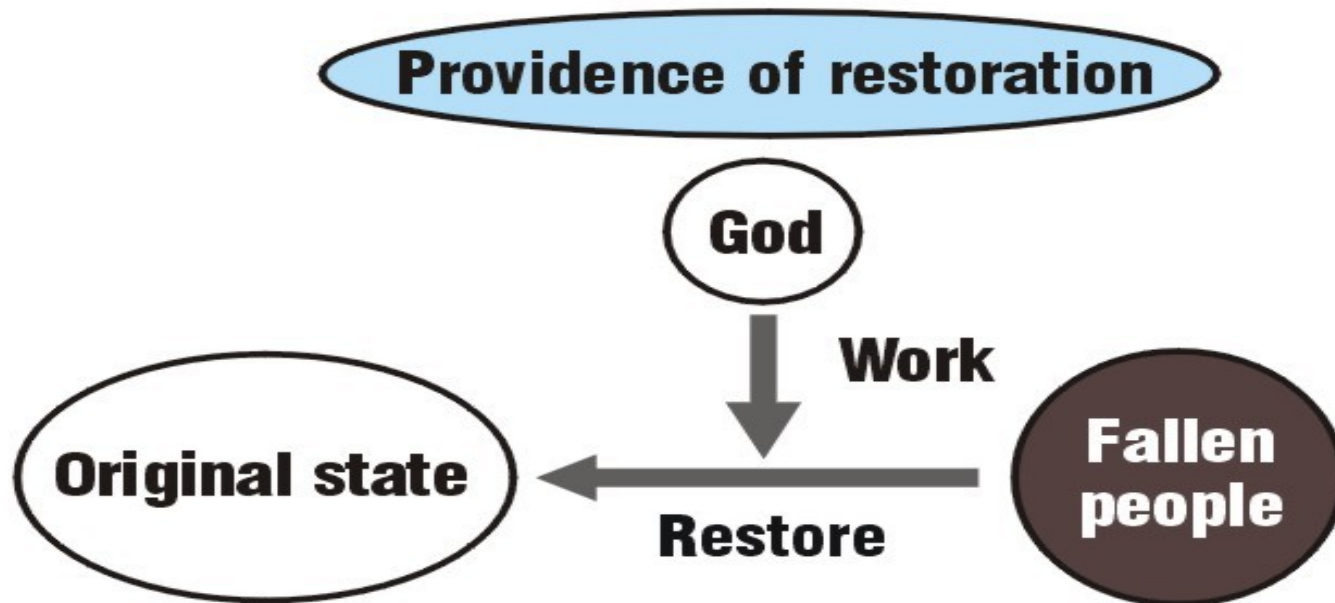 Providence of restoration
God
Work
Original state
Fallen
people
Restore